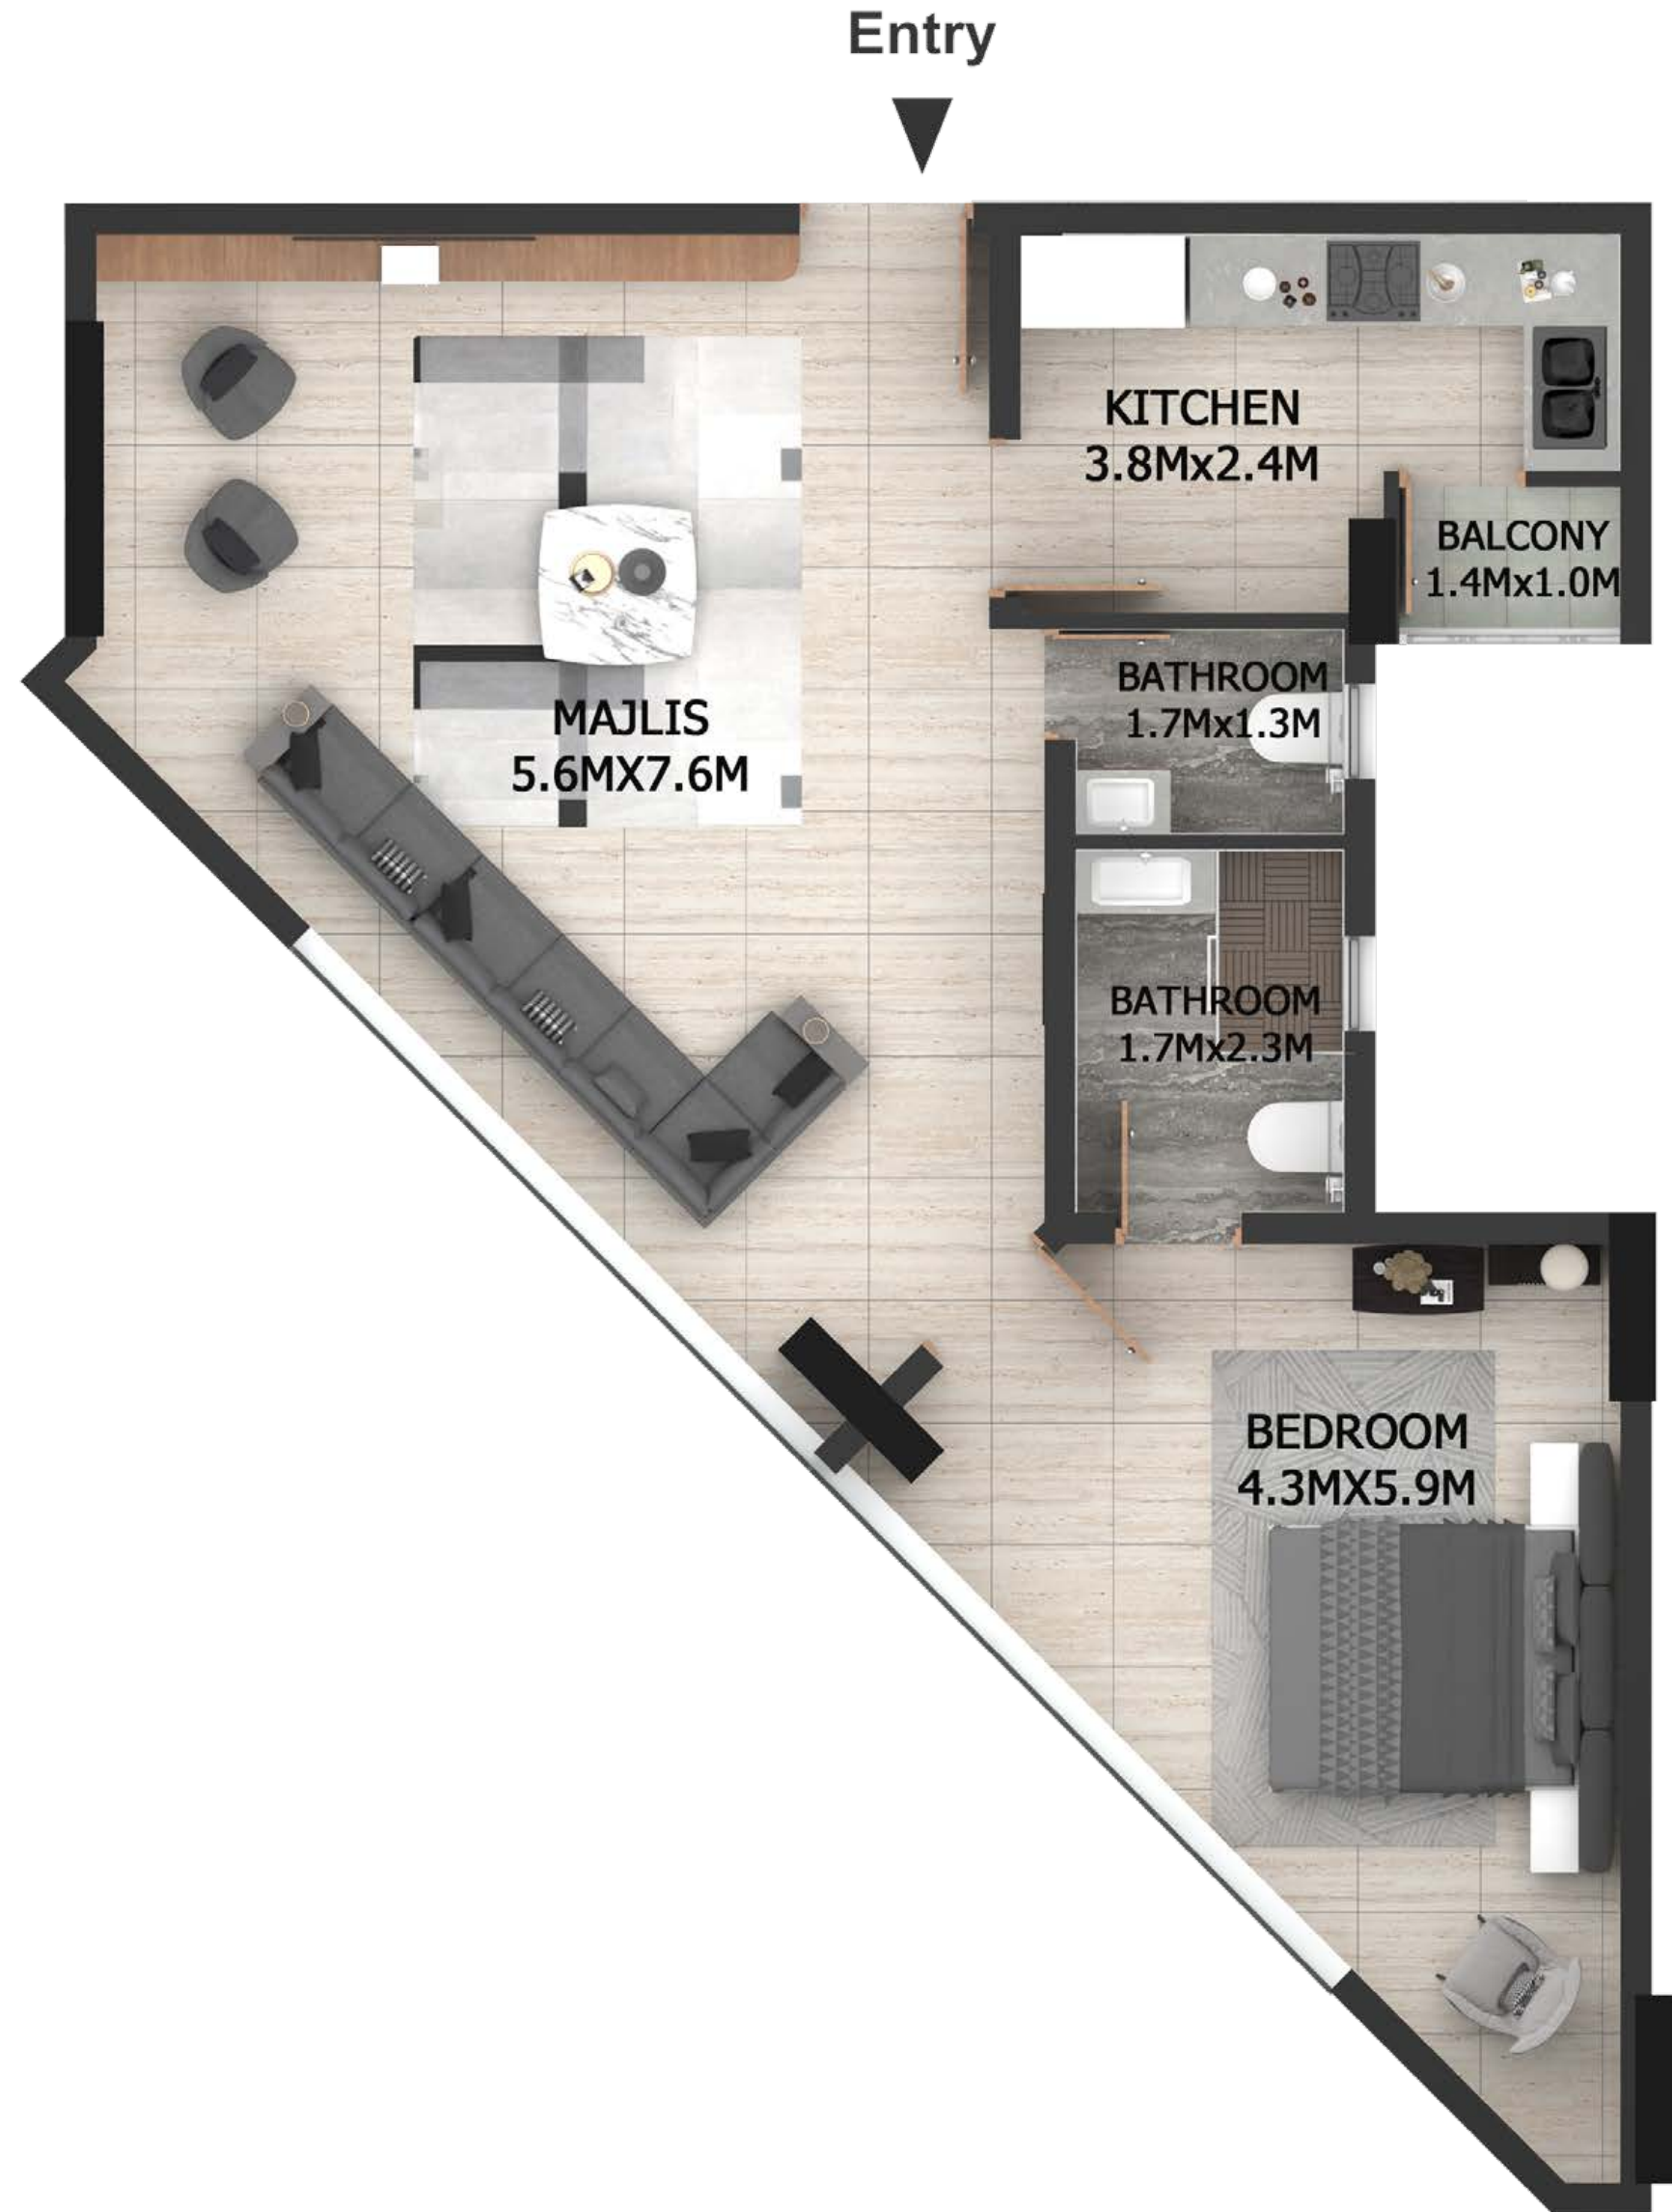 Entry
KITCHEN
3.8Mx2.4M
BALCONY
1.4Mx1.0M
BATHROOM
1.7Mx1.3M
MAJLIS
5.6MX7.6M
BATHROOM
1.7Mx2.3M
BEDROOM
4.3MX5.9M